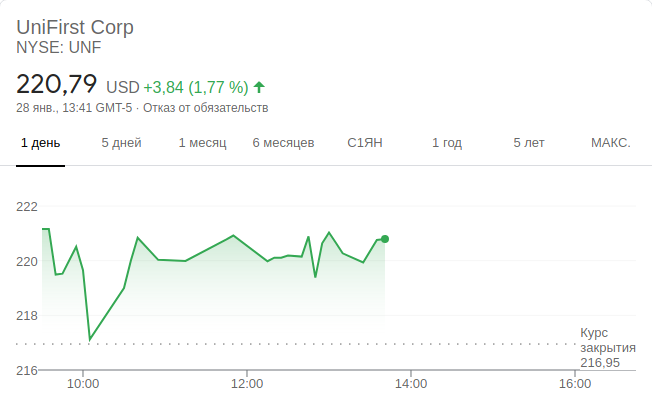 UniFirst Corp
NYSE: UNF
220,79 USD +3,84 (1,77 %)
28 янв., 13:41 GMT-5 · Отказ от обязательств
1 день 5 дней 1 месяц 6 месяцев С1ЯН 1 год 5 лет МАКС.
222
220
218
216
Курс
закрытия
216,95
10:00 12:00 14:00 16:00